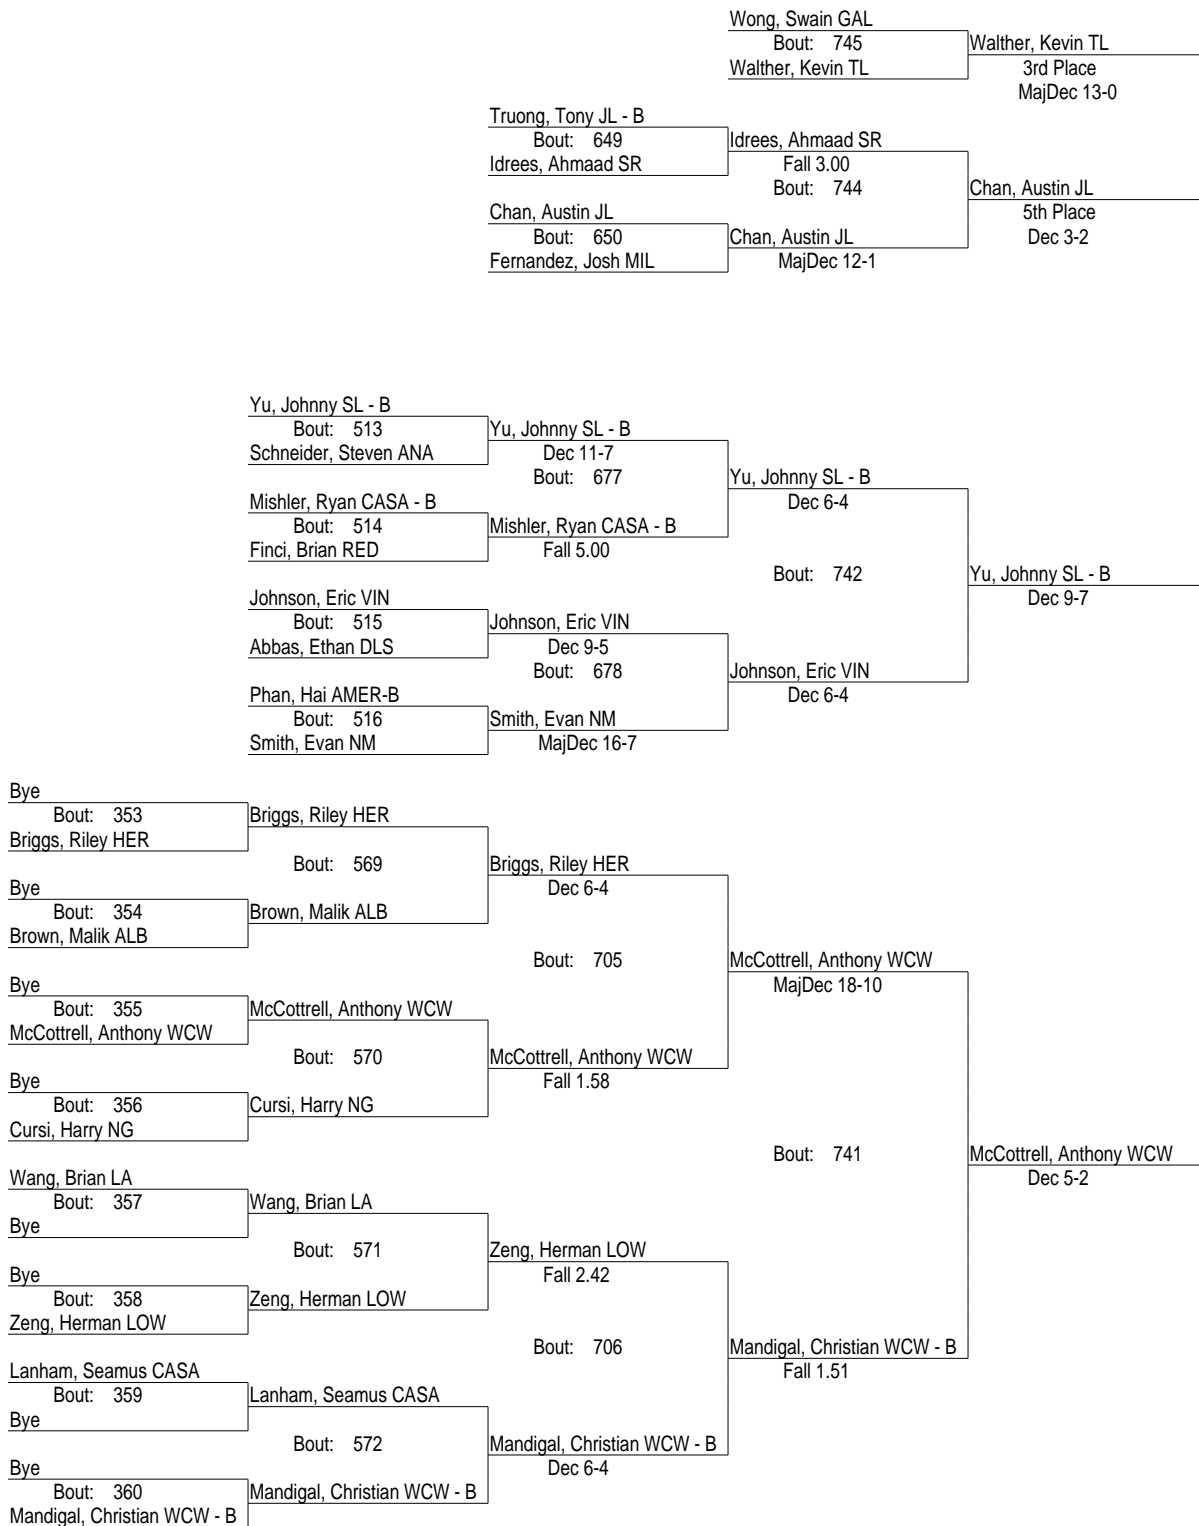 Wong, Swain GAL
Bout: 745
Walther, Kevin TL
Walther, Kevin TL
3rd Place
MajDec 13-0
Truong, Tony JL - B
Bout: 649
Idrees, Ahmaad SR
Idrees, Ahmaad SR
Fall 3.00
Bout: 744
Chan, Austin JL
5th Place
Dec 3-2
Chan, Austin JL
Bout: 650
Fernandez, Josh MIL
Chan, Austin JL
MajDec 12-1
Yu, Johnny SL - B
Bout: 513
Schneider, Steven ANA
Yu, Johnny SL - B
Dec 11-7
Bout: 677
Yu, Johnny SL - B
Dec 6-4
Mishler, Ryan CASA - B
Bout: 514
Finci, Brian RED
Mishler, Ryan CASA - B
Fall 5.00
Bout: 742
Yu, Johnny SL - B
Dec 9-7
Johnson, Eric VIN
Bout: 515
Abbas, Ethan DLS
Johnson, Eric VIN
Dec 9-5
Bout: 678
Johnson, Eric VIN
Dec 6-4
Phan, Hai AMER-B
Bout: 516
Smith, Evan NM
Smith, Evan NM
MajDec 16-7
Bye
Bout: 353
Briggs, Riley HER
Briggs, Riley HER
Bout: 569
Briggs, Riley HER
Dec 6-4
Bye
Bout: 354
Brown, Malik ALB
Brown, Malik ALB
Bout: 705
McCottrell, Anthony WCW
MajDec 18-10
Bye
Bout: 355
McCottrell, Anthony WCW
McCottrell, Anthony WCW
Bout: 570
McCottrell, Anthony WCW
Fall 1.58
Bye
Bout: 356
Cursi, Harry NG
Cursi, Harry NG
Bout: 741
McCottrell, Anthony WCW
Dec 5-2
Wang, Brian LA
Bout: 357
Bye
Wang, Brian LA
Bout: 571
Zeng, Herman LOW
Fall 2.42
Bye
Bout: 358
Zeng, Herman LOW
Zeng, Herman LOW
Bout: 706
Mandigal, Christian WCW - B
Fall 1.51
Lanham, Seamus CASA
Bout: 359
Bye
Lanham, Seamus CASA
Bout: 572
Mandigal, Christian WCW - B
Dec 6-4
Bye
Bout: 360
Mandigal, Christian WCW - B
Mandigal, Christian WCW - B